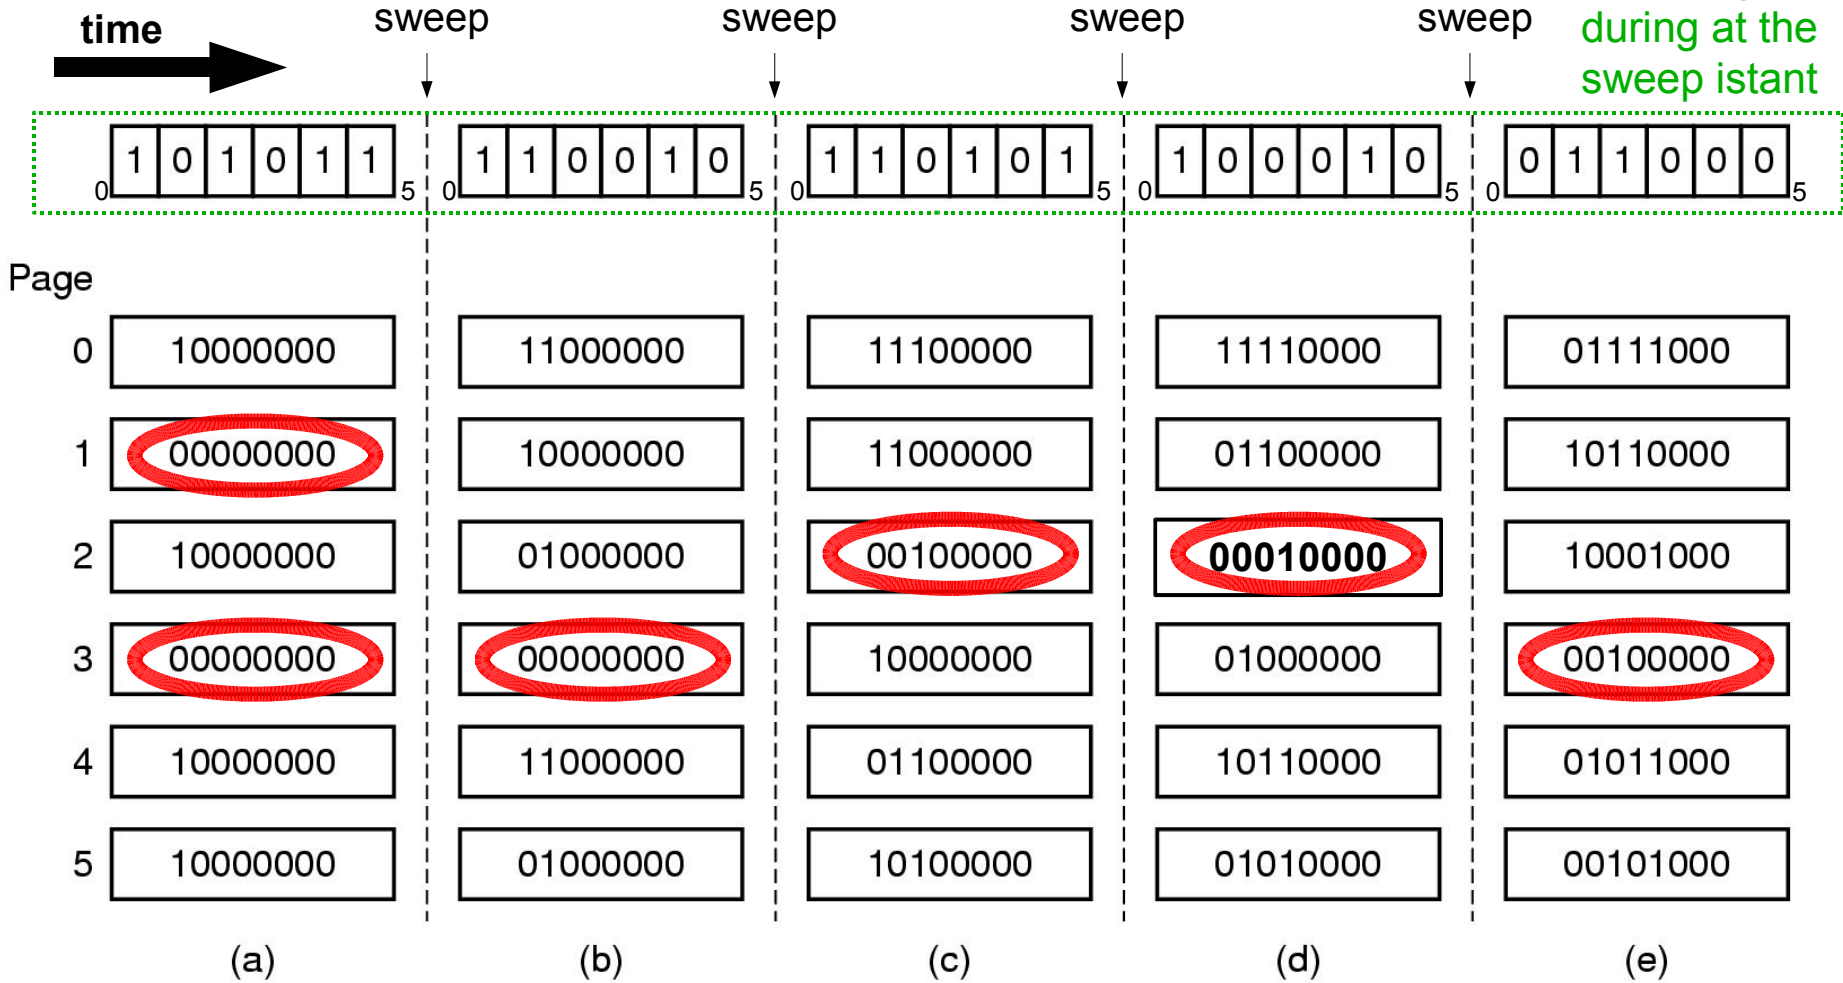 time
sweep sweep sweep sweep
during at the
sweep istant
1 0 1 0 1 1 1 1 0 0 1 0 1 1 0 1 0 1 1 0 0 0 1 0 0 1 1 0 0 0
0 5 0 5 0 5 0 5 0 5
Page
0 10000000 11000000 11100000 11110000 01111000
1 00000000 10000000 11000000 01100000 10110000
2 10000000 01000000 00100000 00010000 10001000
3 00000000 00000000 10000000 01000000 00100000
4 10000000 11000000 01100000 10110000 01011000
5 10000000 01000000 10100000 01010000 00101000
(a) (b) (c) (d) (e)